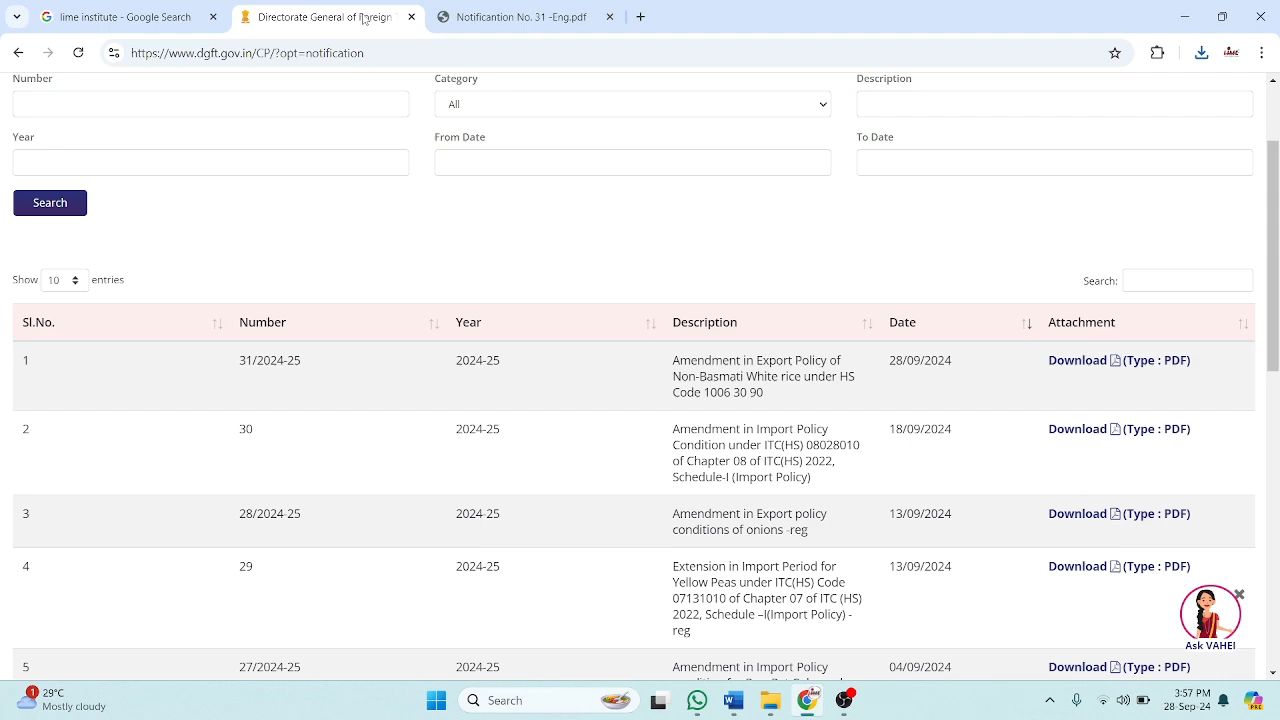 iime institute - Google Search
Directorate General of Foreign
Notification No. 31 -Eng.pdf
https://www.dgft.gov.in/CP/?opt=notification
Number Category Description
All
Year From Date To Date
Search
Show 10 entries Search:
Sl.No. Number Year Description Date Attachment
1 31/2024-25 2024-25 Amendment in Export Policy of 28/09/2024 Download (Type : PDF)
Non-Basmati White rice under HS
Code 1006 30 90
2 30 2024-25 Amendment in Import Policy 18/09/2024 Download (Type : PDF)
Condition under ITC(HS) 08028010
of Chapter 08 of ITC(HS) 2022,
Schedule-I (Import Policy)
3 28/2024-25 2024-25 Amendment in Export policy 13/09/2024 Download (Type : PDF)
conditions of onions -reg
4 29 2024-25 Extension in Import Period for 13/09/2024 Download (Type : PDF)
Yellow Peas under ITC(HS) Code
07131010 of Chapter 07 of ITC (HS)
2022, Schedule –I(Import Policy) -
reg
Ask VAHEI
5 27/2024-25 2024-25 Amendment in Import Policy 04/09/2024 Download (Type : PDF)
1
29°C
Mostly cloudy
Search
3:57 PM
28-Sep-24